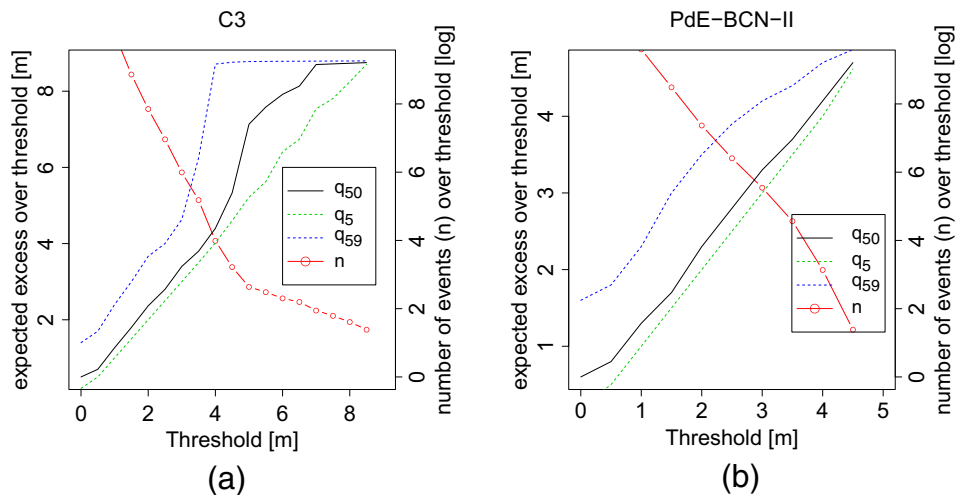 C3
expected excess over threshold [m]
2
4
6
8
0
2
4
6
8
Threshold [m]
0
2
4
6
8
number of events (n) over threshold [log]
q50
q5
q59
n
(a)
PdE−BCN−II
expected excess over threshold [m]
1
2
3
4
0
1
2
3
4
5
Threshold [m]
0
2
4
6
8
number of events (n) over threshold [log]
q50
q5
q59
n
(b)